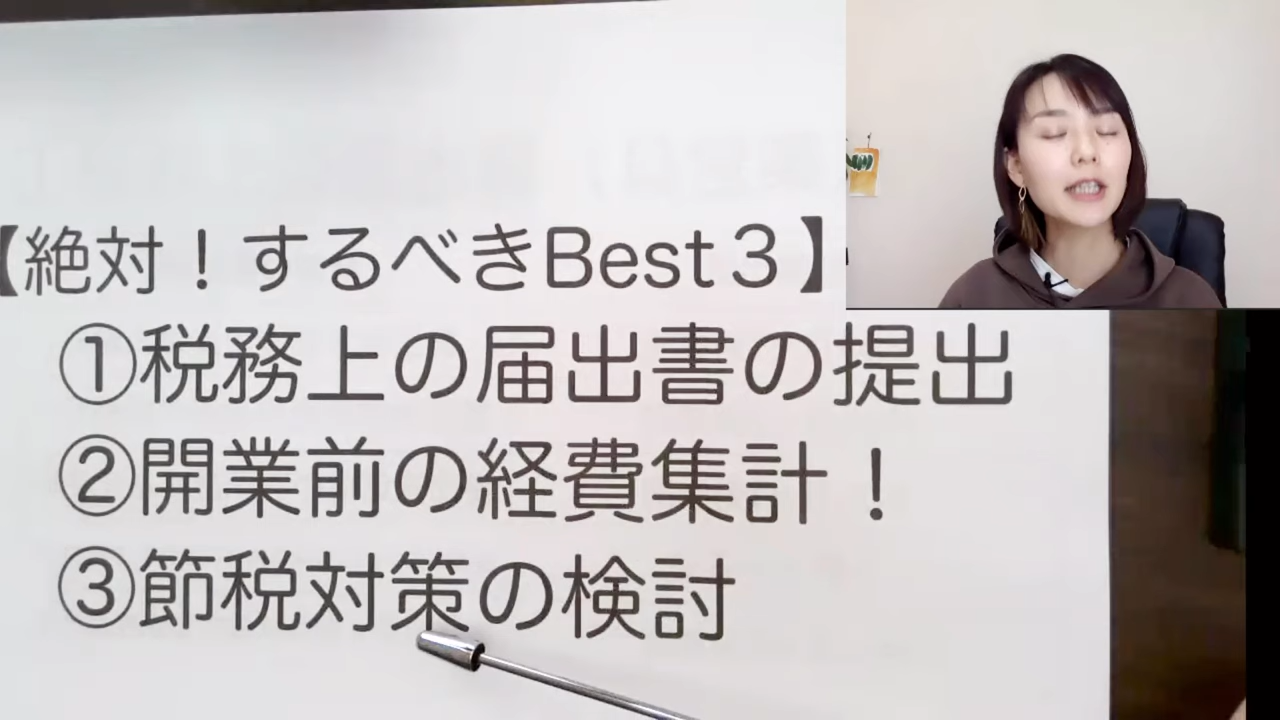 【絶対！するべきBest３】
①税務上の届出書の提出
②開業前の経費集計！
③節税対策の検討